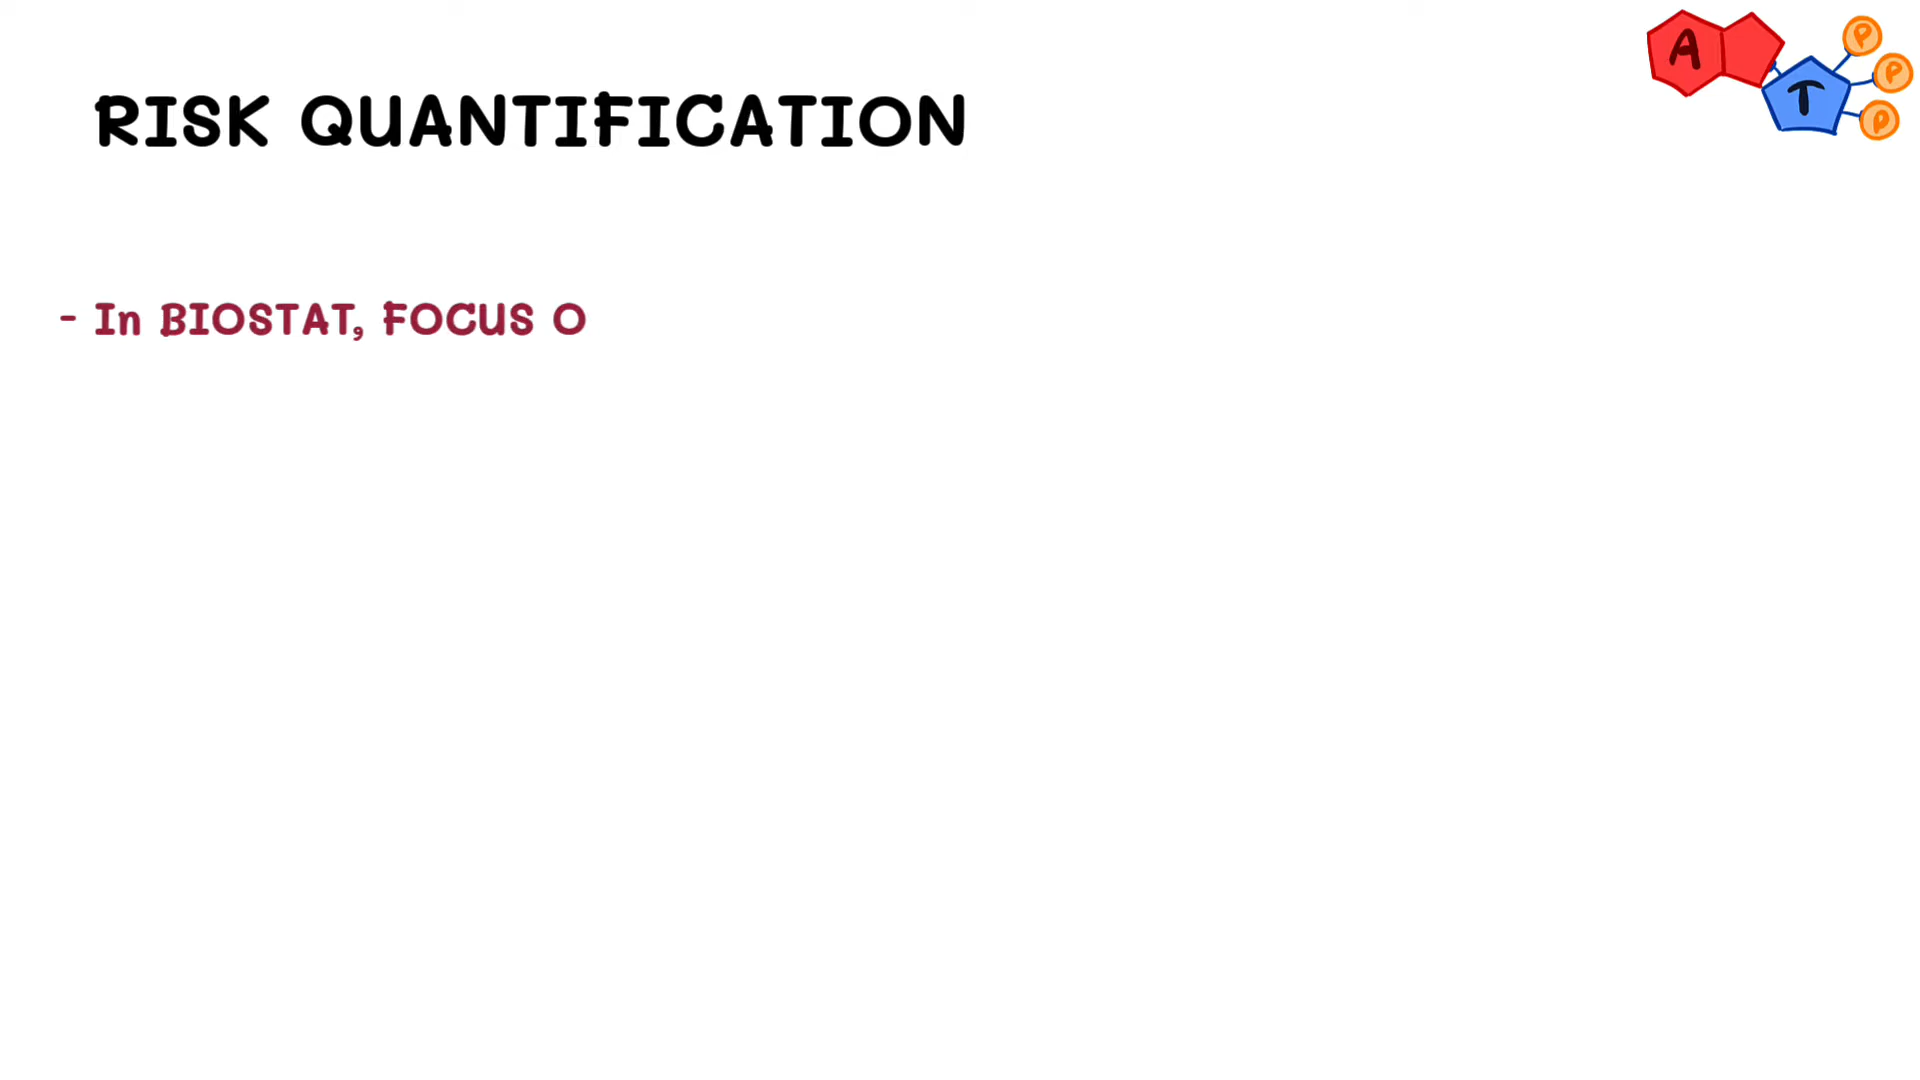 RISK QUANTIFICATION
A
T
P
P
P
- In BIOSTAT, FOCUS O